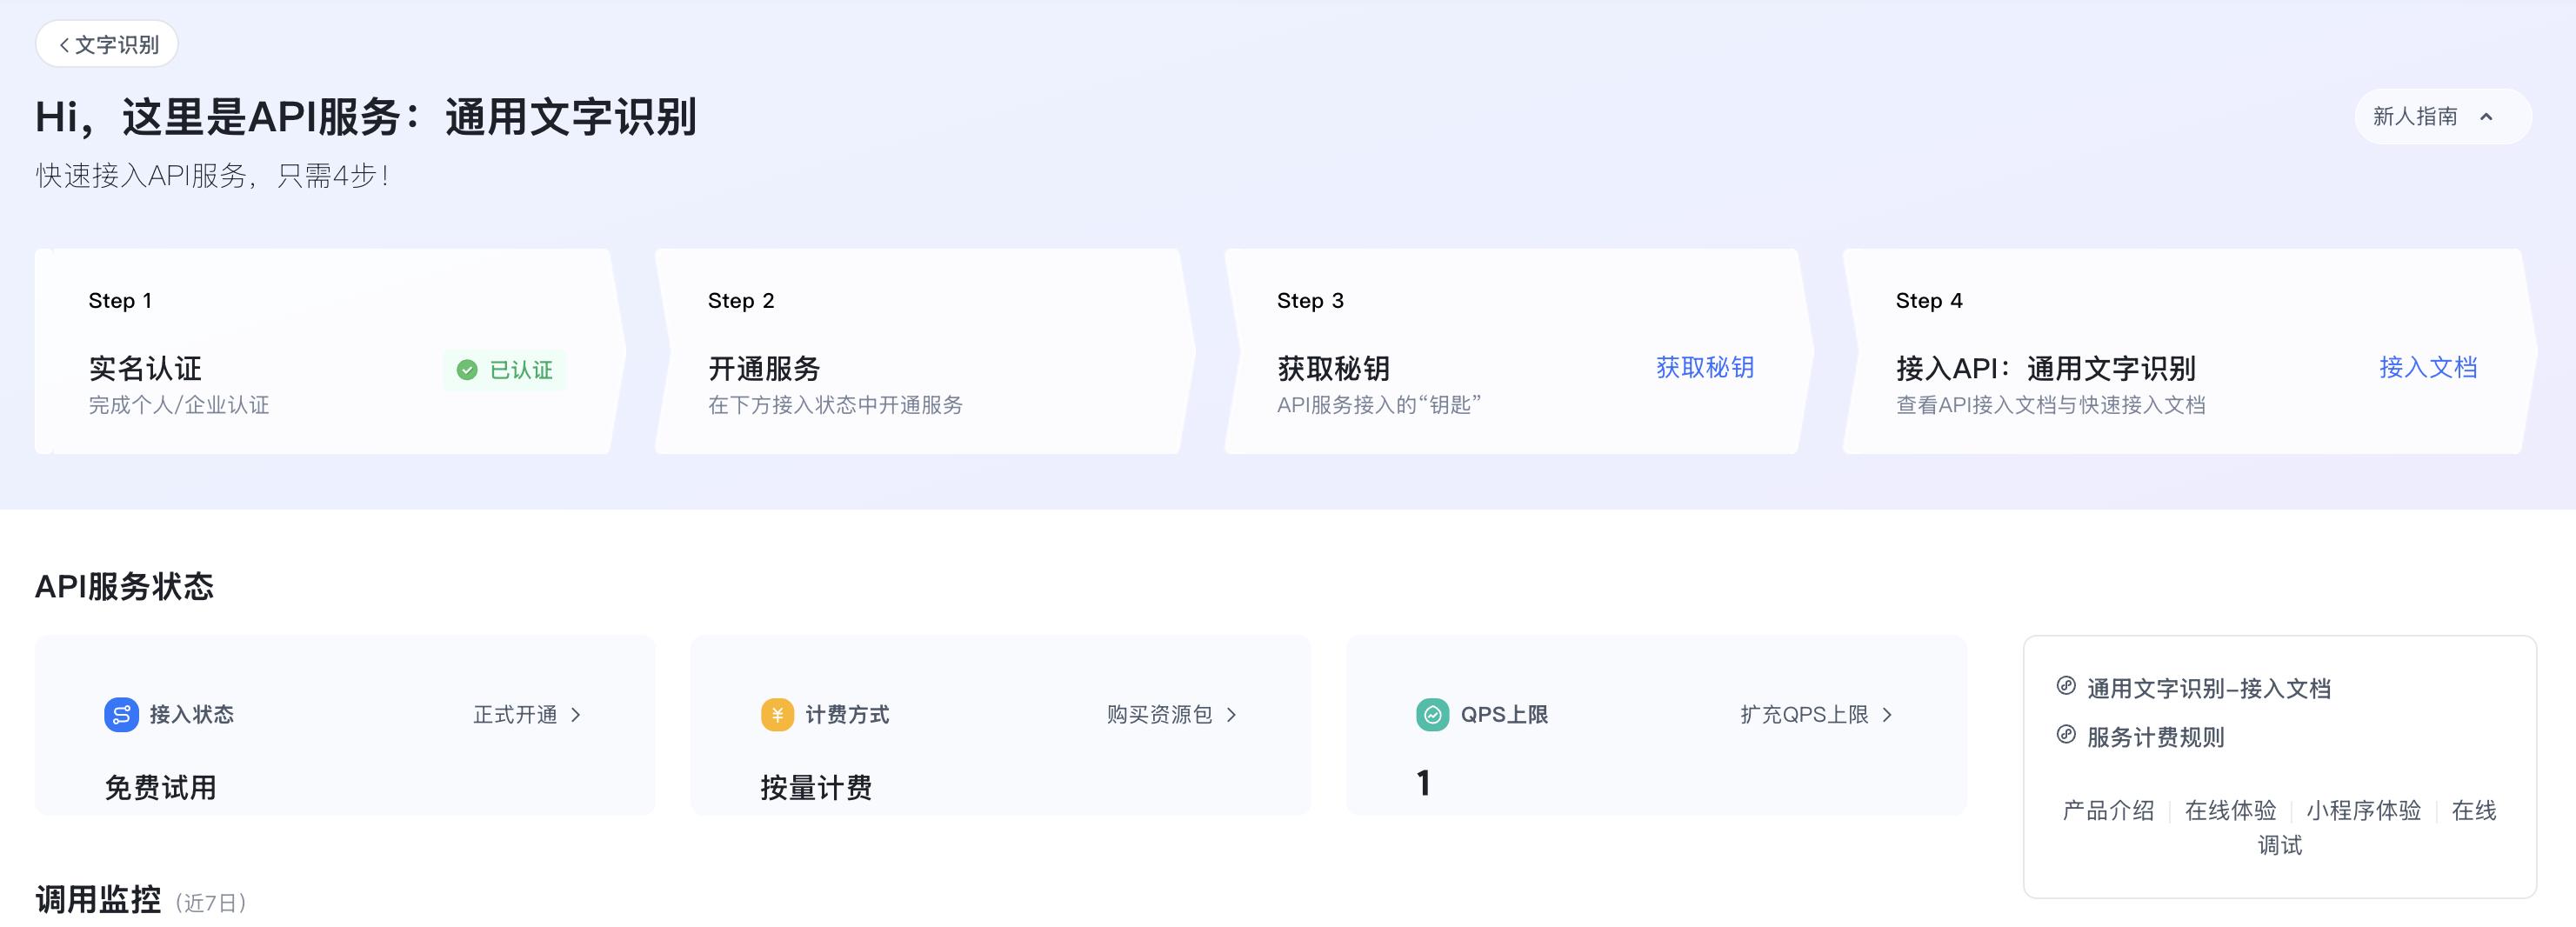 文字识别
Hi，这里是API服务：通用文字识别
新人指南
快速接入API服务，只需4步！
Step 1
实名认证
已认证
完成个人/企业认证
Step 2
开通服务
在下方接入状态中开通服务
Step 3
获取秘钥
获取秘钥
API服务接入的“钥匙”
Step 4
接入API：通用文字识别
接入文档
查看API接入文档与快速接入文档
API服务状态
接入状态
正式开通
免费试用
计费方式
购买资源包
按量计费
QPS上限
扩充QPS上限
1
通用文字识别-接入文档
服务计费规则
产品介绍 | 在线体验 | 小程序体验 | 在线
调试
调用监控（近7日）